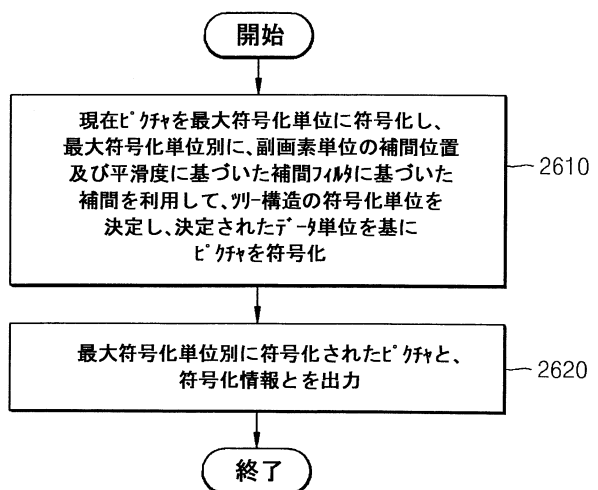 開始
現在ﾋﾟｸﾁｬを最大符号化単位に符号化し、
最大符号化単位別に、副画素単位の補間位置
及び平滑度に基づいた補間ﾌｨﾙﾀに基づいた
補間を利用して、ﾂﾘｰ構造の符号化単位を
決定し、決定されたﾃﾞｰﾀ単位を基に
ﾋﾟｸﾁｬを符号化
2610
最大符号化単位別に符号化されたﾋﾟｸﾁｬと、
符号化情報とを出力
2620
終了